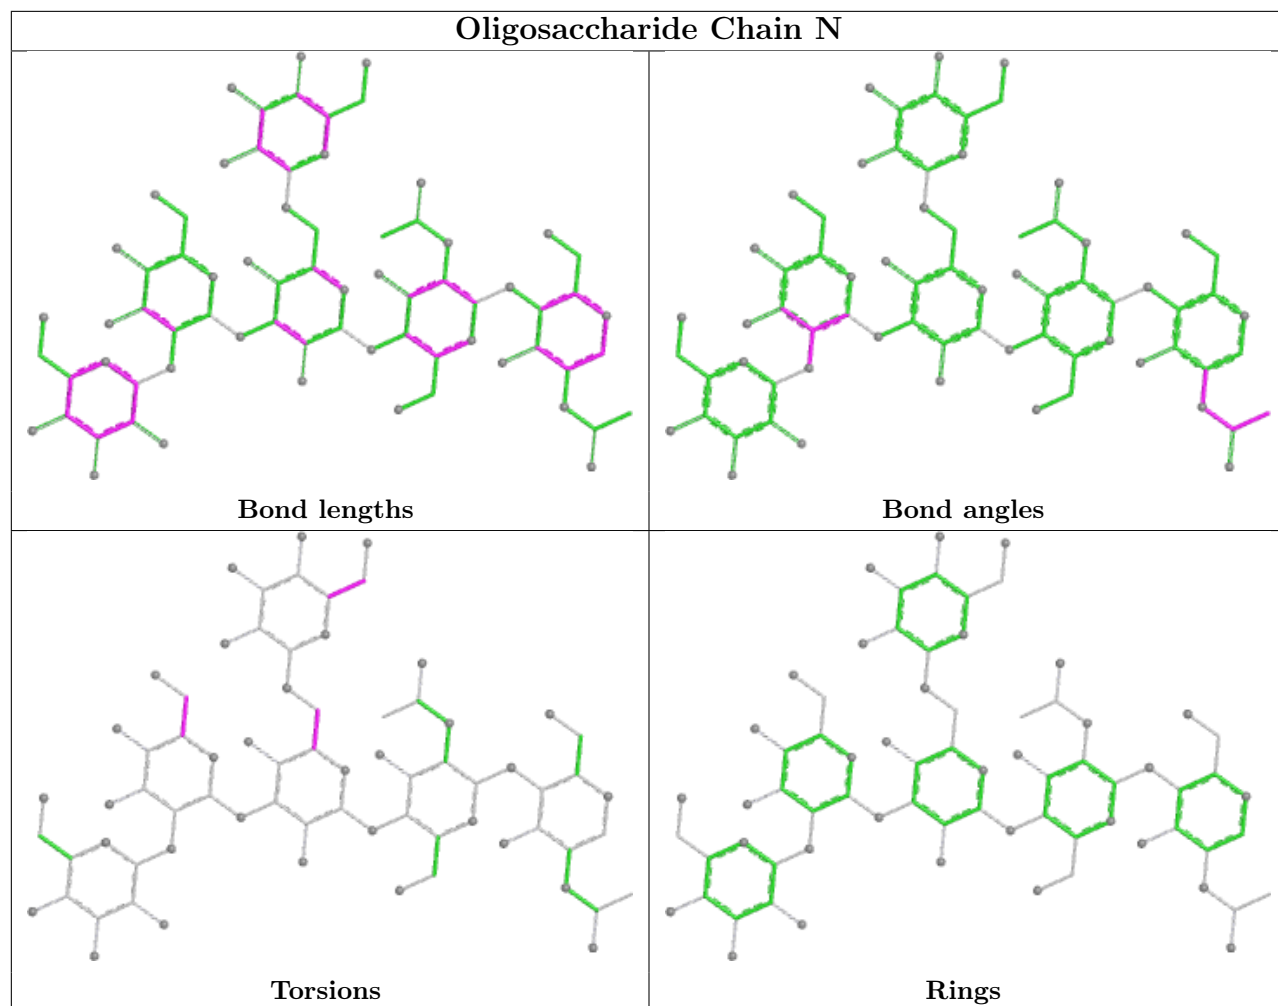 Oligosaccharide Chain N
Bond lengths
Bond angles
Torsions
Rings